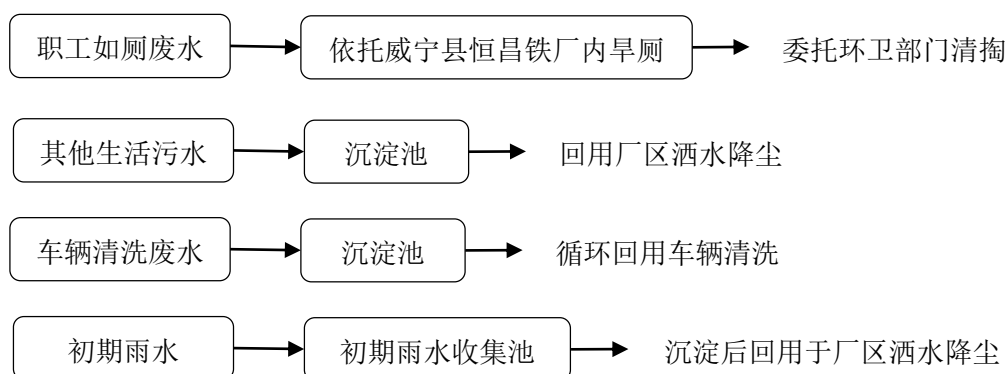 职工如厕废水 依托威宁县恒昌铁厂内旱厕 委托环卫部门清掏
其他生活污水 沉淀池 回用厂区洒水降尘
车辆清洗废水 沉淀池 循环回用车辆清洗
初期雨水 初期雨水收集池 沉淀后回用于厂区洒水降尘